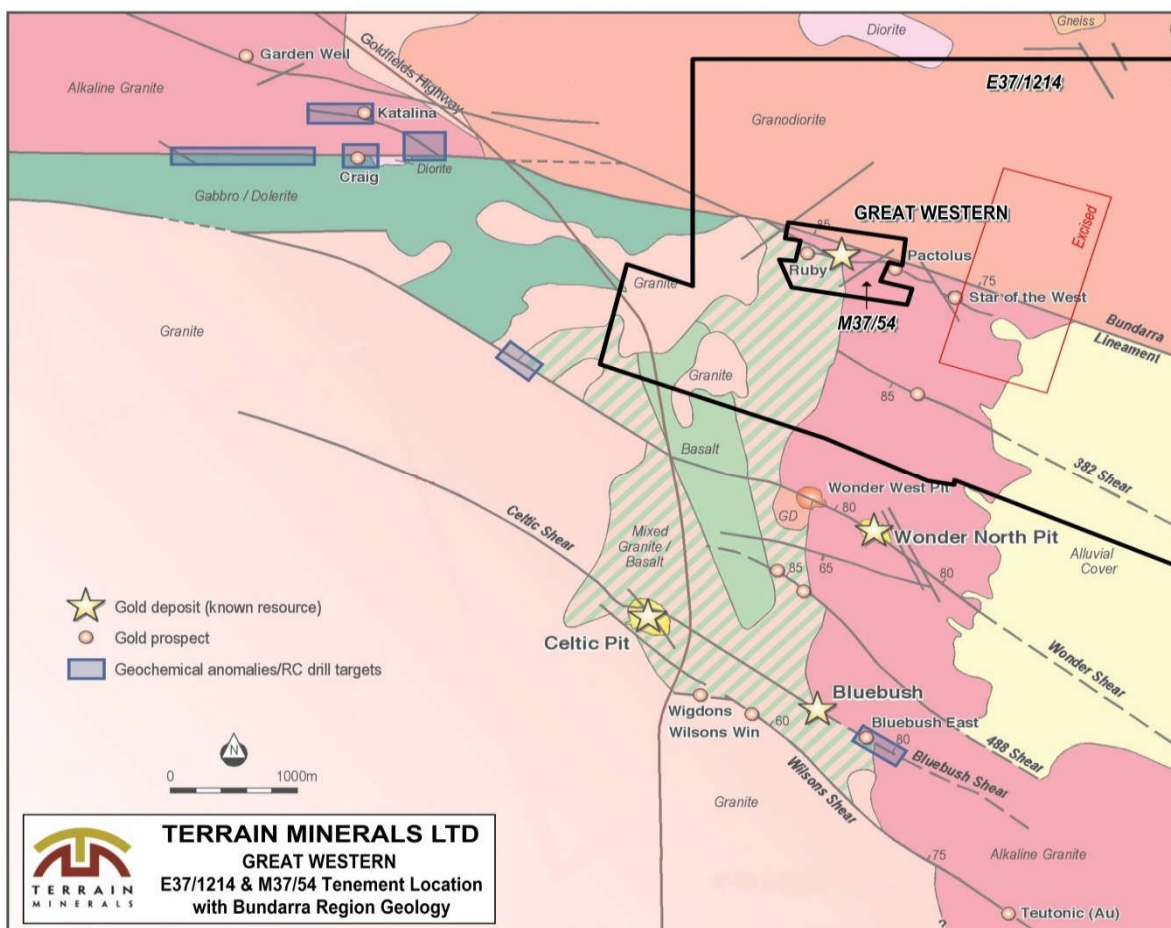 Gneiss
Diorite
Garden Well
Goldfields Highway
E37/1214
Alkaline Granite
Katalina
Granodiorite
Craig
Diorite
Gabbro / Dolerite
Excised
GREAT WESTERN
85
Ruby
Pactolus
75
Star of the West
M37/54
Bundarra
Lineament
Granite
Granite
Granite
85
Basalt
382 Shear
Wonder West Pit
GD
80
Wonder North Pit
Celtic Shear
Mixed
Granite /
Basalt
Alluvial
Cover
85
65
80
Gold deposit (known resource)
Gold prospect
Geochemical anomalies/RC drill targets
Celtic Pit
Wonder Shear
Bluebush
Wigdons
Wilsons Win
60
Bluebush East
80
488 Shear
Bluebush Shear
N
0 1000m
Wilsons Shear
Granite
75
Alkaline Granite
Teutonic (Au)
?
TERRAIN
MINERALS
TERRAIN MINERALS LTD
GREAT WESTERN
E37/1214 & M37/54 Tenement Location
with Bundarra Region Geology